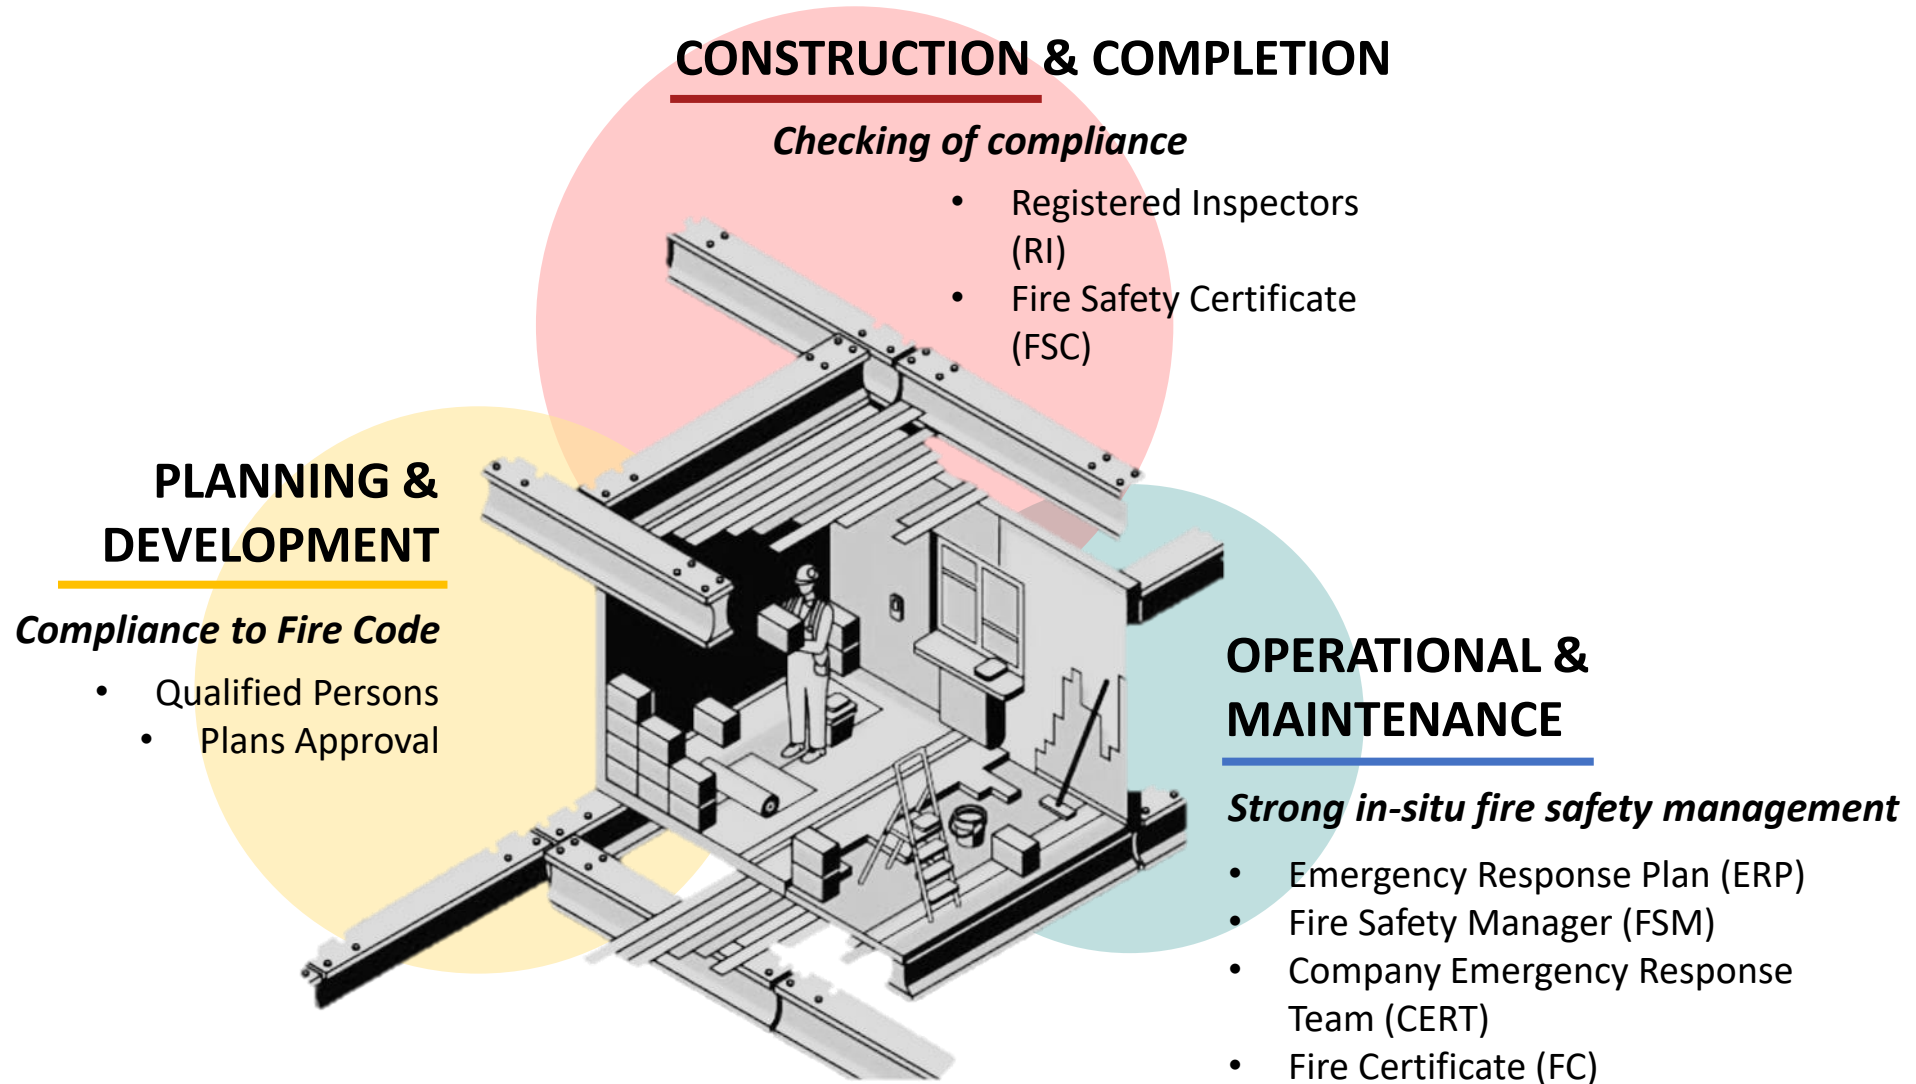 CONSTRUCTION & COMPLETION
Checking of compliance
• Registered Inspectors
(RI)
• Fire Safety Certificate
(FSC)
PLANNING &
DEVELOPMENT
Compliance to Fire Code
• Qualified Persons
• Plans Approval
OPERATIONAL &
MAINTENANCE
Strong in-situ fire safety management
• Emergency Response Plan (ERP)
• Fire Safety Manager (FSM)
• Company Emergency Response
Team (CERT)
• Fire Certificate (FC)